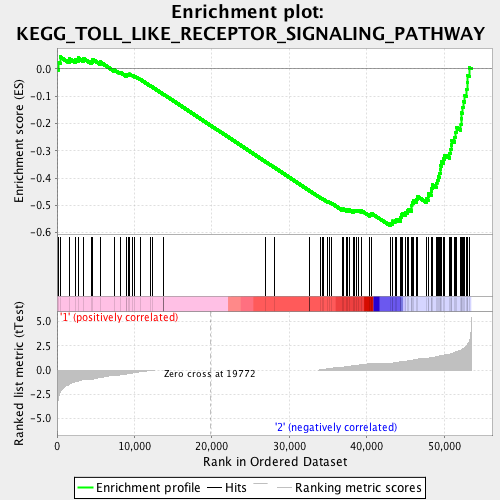 Enrichment plot:
KEGG_TOLL_LIKE_RECEPTOR_SIGNALING_PATHWAY
Enrichment score (ES)
0.0
-0.1
-0.2
-0.3
-0.4
-0.5
-0.6
'1' (positively correlated)
Ranked list metric (tTest)
5.0
2.5
0.0
-2.5
-5.0
Zero cross at 19772
'2' (negatively correlated)
0
10,000
20,000
30,000
40,000
50,000
Rank in Ordered Dataset
Enrichment profile
Hits
Ranking metric scores